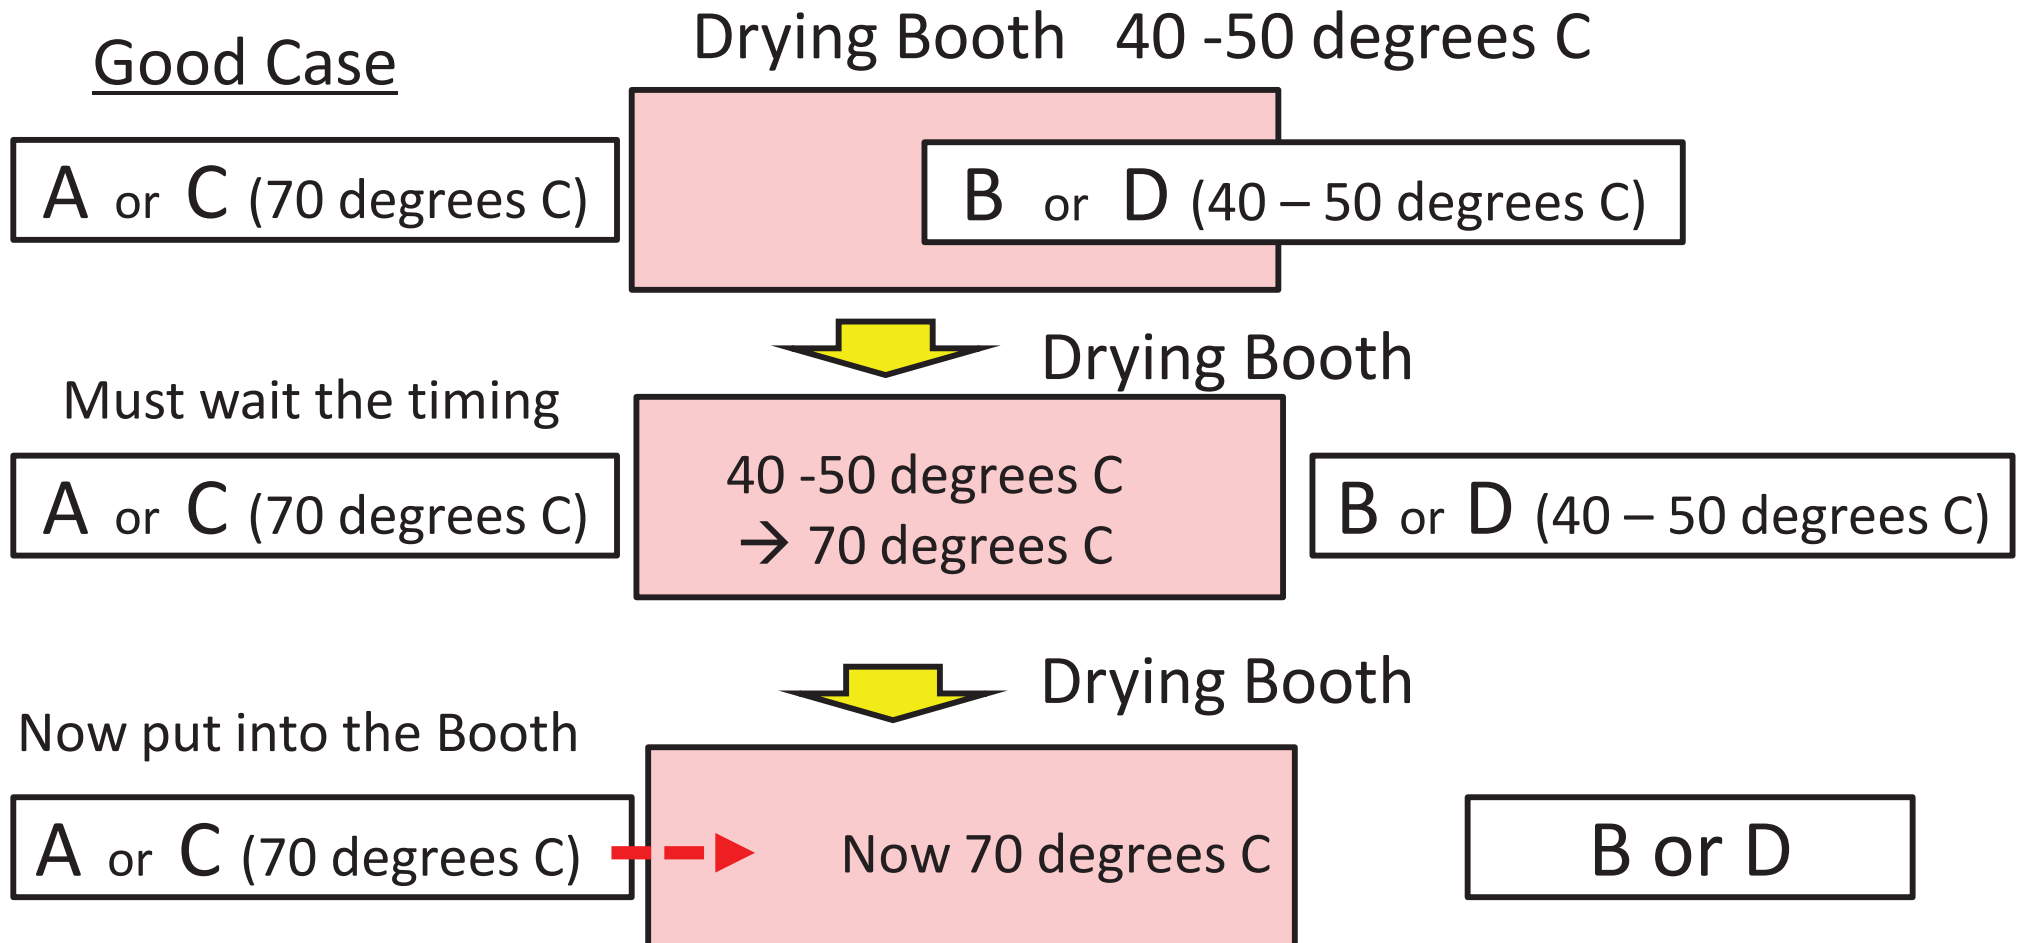 Good Case
Drying Booth 40 -50 degrees C
A or C (70 degrees C)
B or D (40 – 50 degrees C)
Drying Booth
Must wait the timing
A or C (70 degrees C)
40 -50 degrees C
→ 70 degrees C
B or D (40 – 50 degrees C)
Drying Booth
Now put into the Booth
A or C (70 degrees C)
Now 70 degrees C
B or D